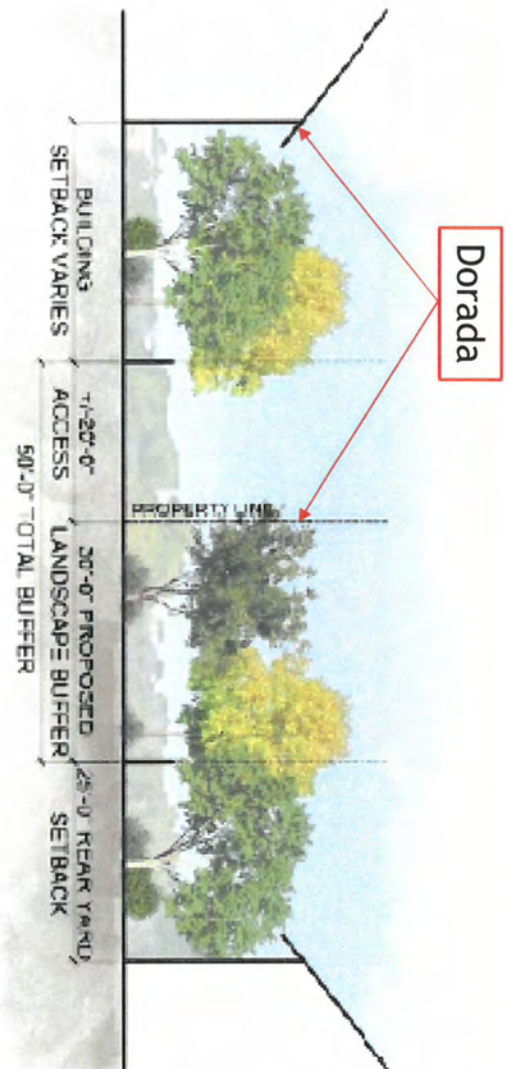 Dorada
PROPERTY LINE
BUILDING
SETBACK VARIES
+/-20'-0"
ACCESS
30'-0" PROPOSED
LANDSCAPE BUFFER
25'-0" REAR YARD
SETBACK
50'-0" TOTAL BUFFER